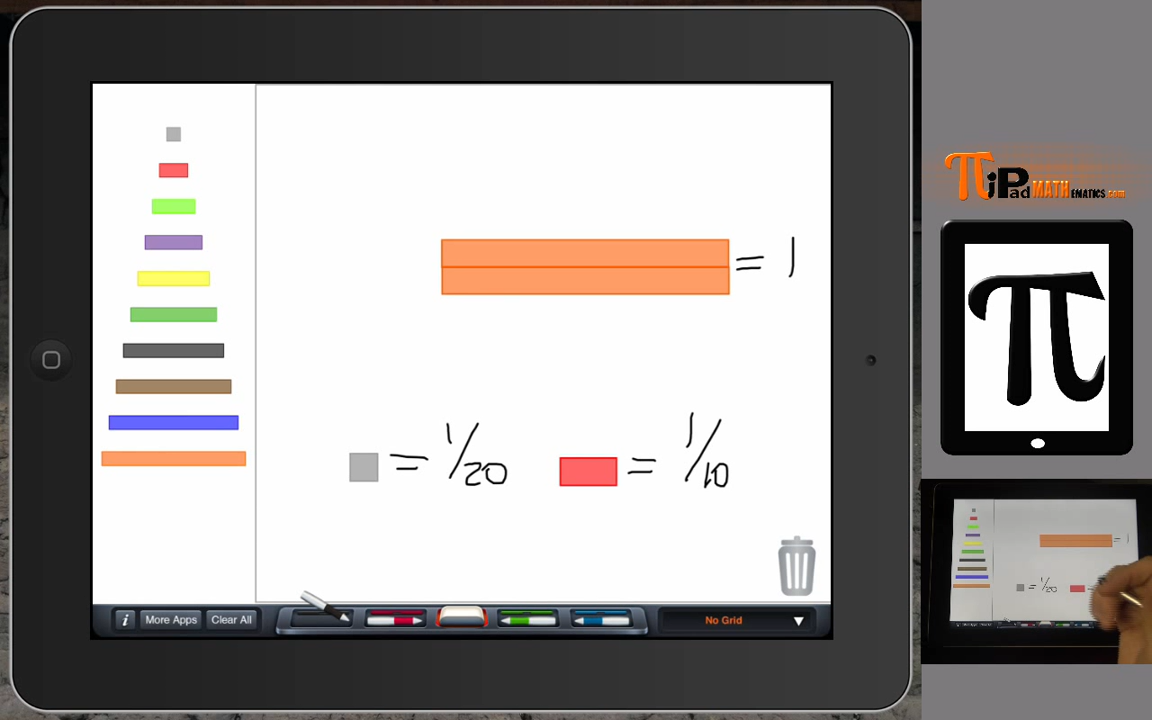 = 1
= 1/20
= 1/10
i
More Apps
Clear All
No Grid
▼
π iPad MATHEMATICS.com
π